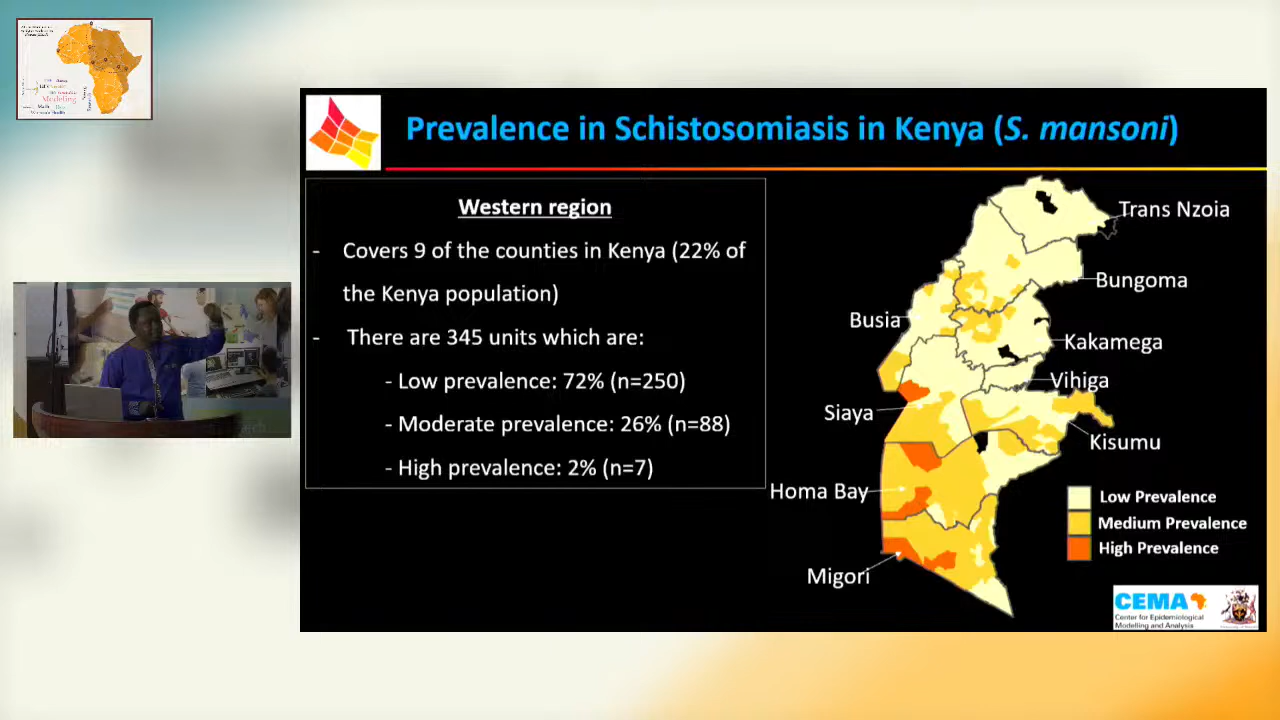 Modeling
Prevalence in Schistosomiasis in Kenya (S. mansoni)
Western region
- Covers 9 of the counties in Kenya (22% of
the Kenya population)
- There are 345 units which are:
- Low prevalence: 72% (n=250)
- Moderate prevalence: 26% (n=88)
- High prevalence: 2% (n=7)
Trans Nzoia
Bungoma
Busia
Kakamega
Vihiga
Siaya
Kisumu
Homa Bay
Migori
Low Prevalence
Medium Prevalence
High Prevalence
CEMA
Center for Epidemiological
Modelling and Analysis